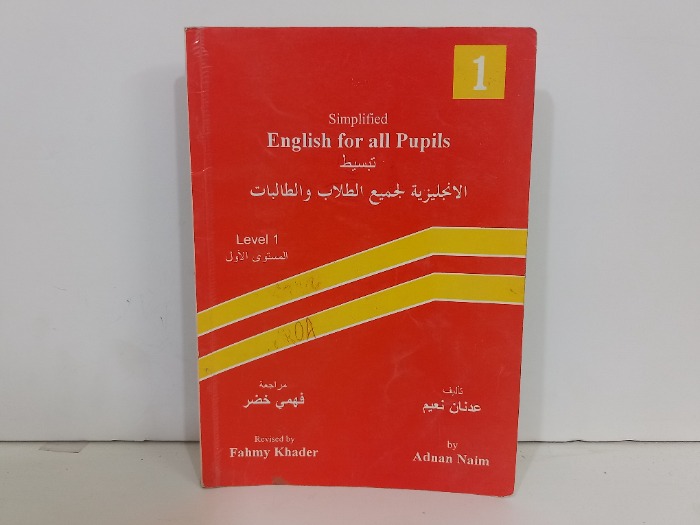 1
Simplified
English for all Pupils
تبسيط
الانجليزية لجميع الطلاب والطالبات
Level 1
المستوى الأول
مراجعة
فهمي خضر
Revised by
Fahmy Khader
تأليف
عدنان نعيم
by
Adnan Naim